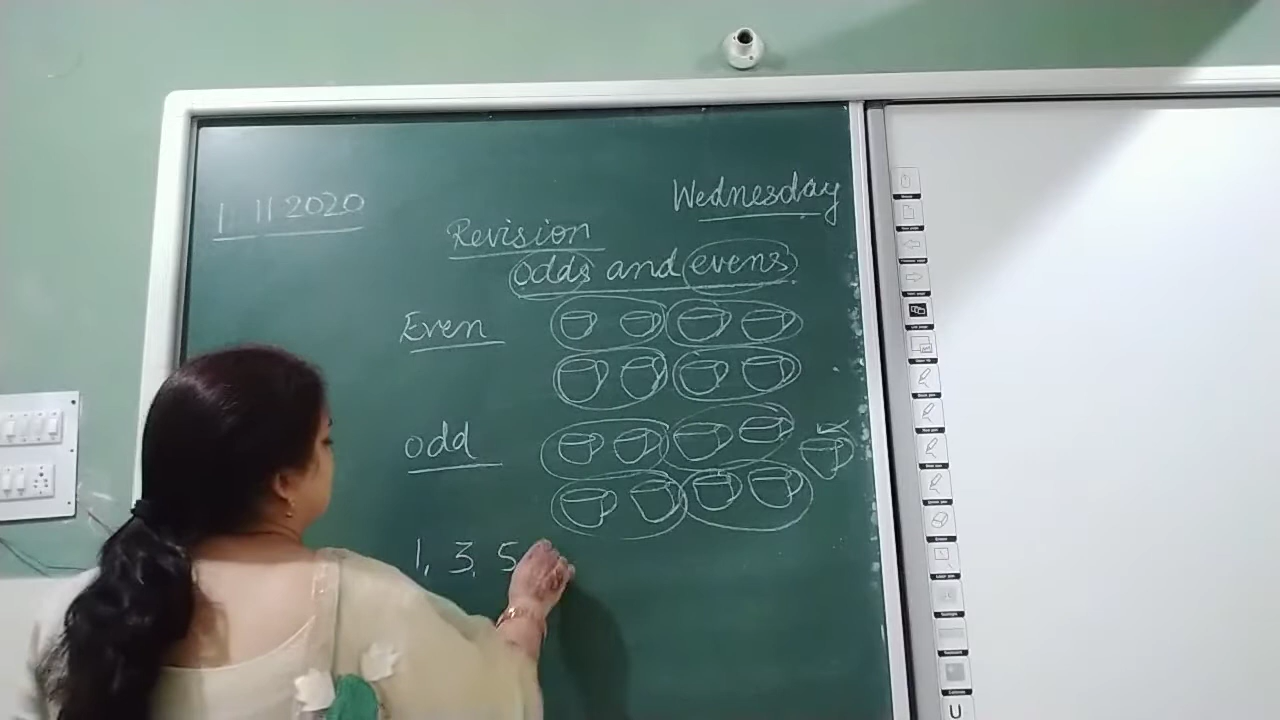 1 11 2020
Wednesday
Revision
odds and evens
Even
odd
1, 3, 5